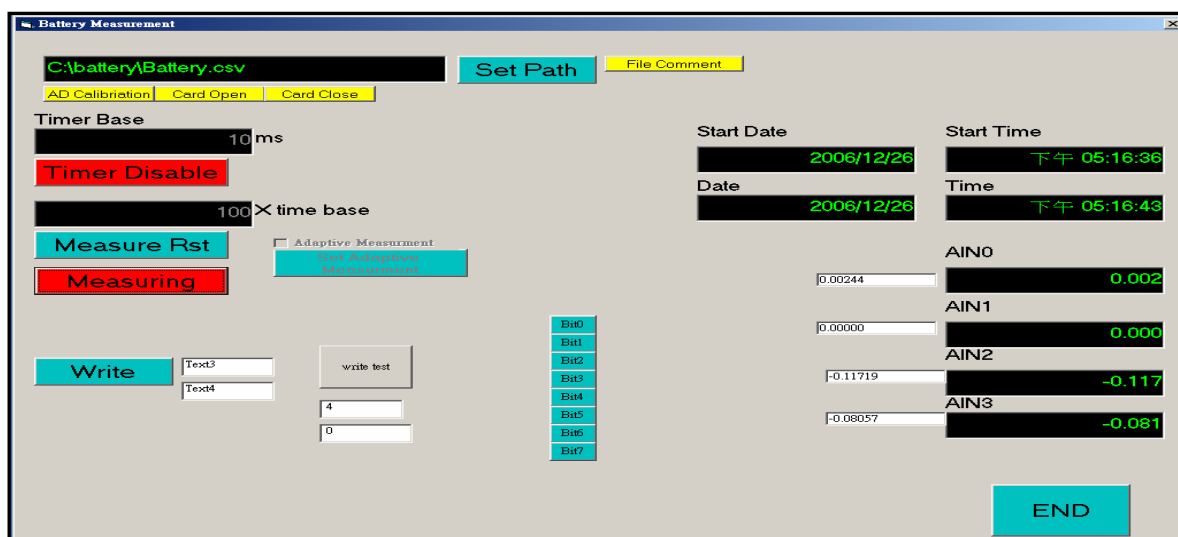 Battery Measurement
C:\battery\Battery.csv
Set Path
File Comment
AD Calibriation
Card Open
Card Close
Timer Base
10 ms
Timer Disable
100 X time base
Measure Rst
Adaptive Measurment
Set Adaptive
Measurment
Measuring
Start Date
Start Time
2006/12/26
下午 05:16:36
Date
Time
2006/12/26
下午 05:16:43
AIN0
0.00244
0.002
AIN1
0.00000
0.000
AIN2
-0.11719
-0.117
AIN3
-0.08057
-0.081
Write
Text3
Text4
write test
4
0
Bit0
Bit1
Bit2
Bit3
Bit4
Bit5
Bit6
Bit7
END